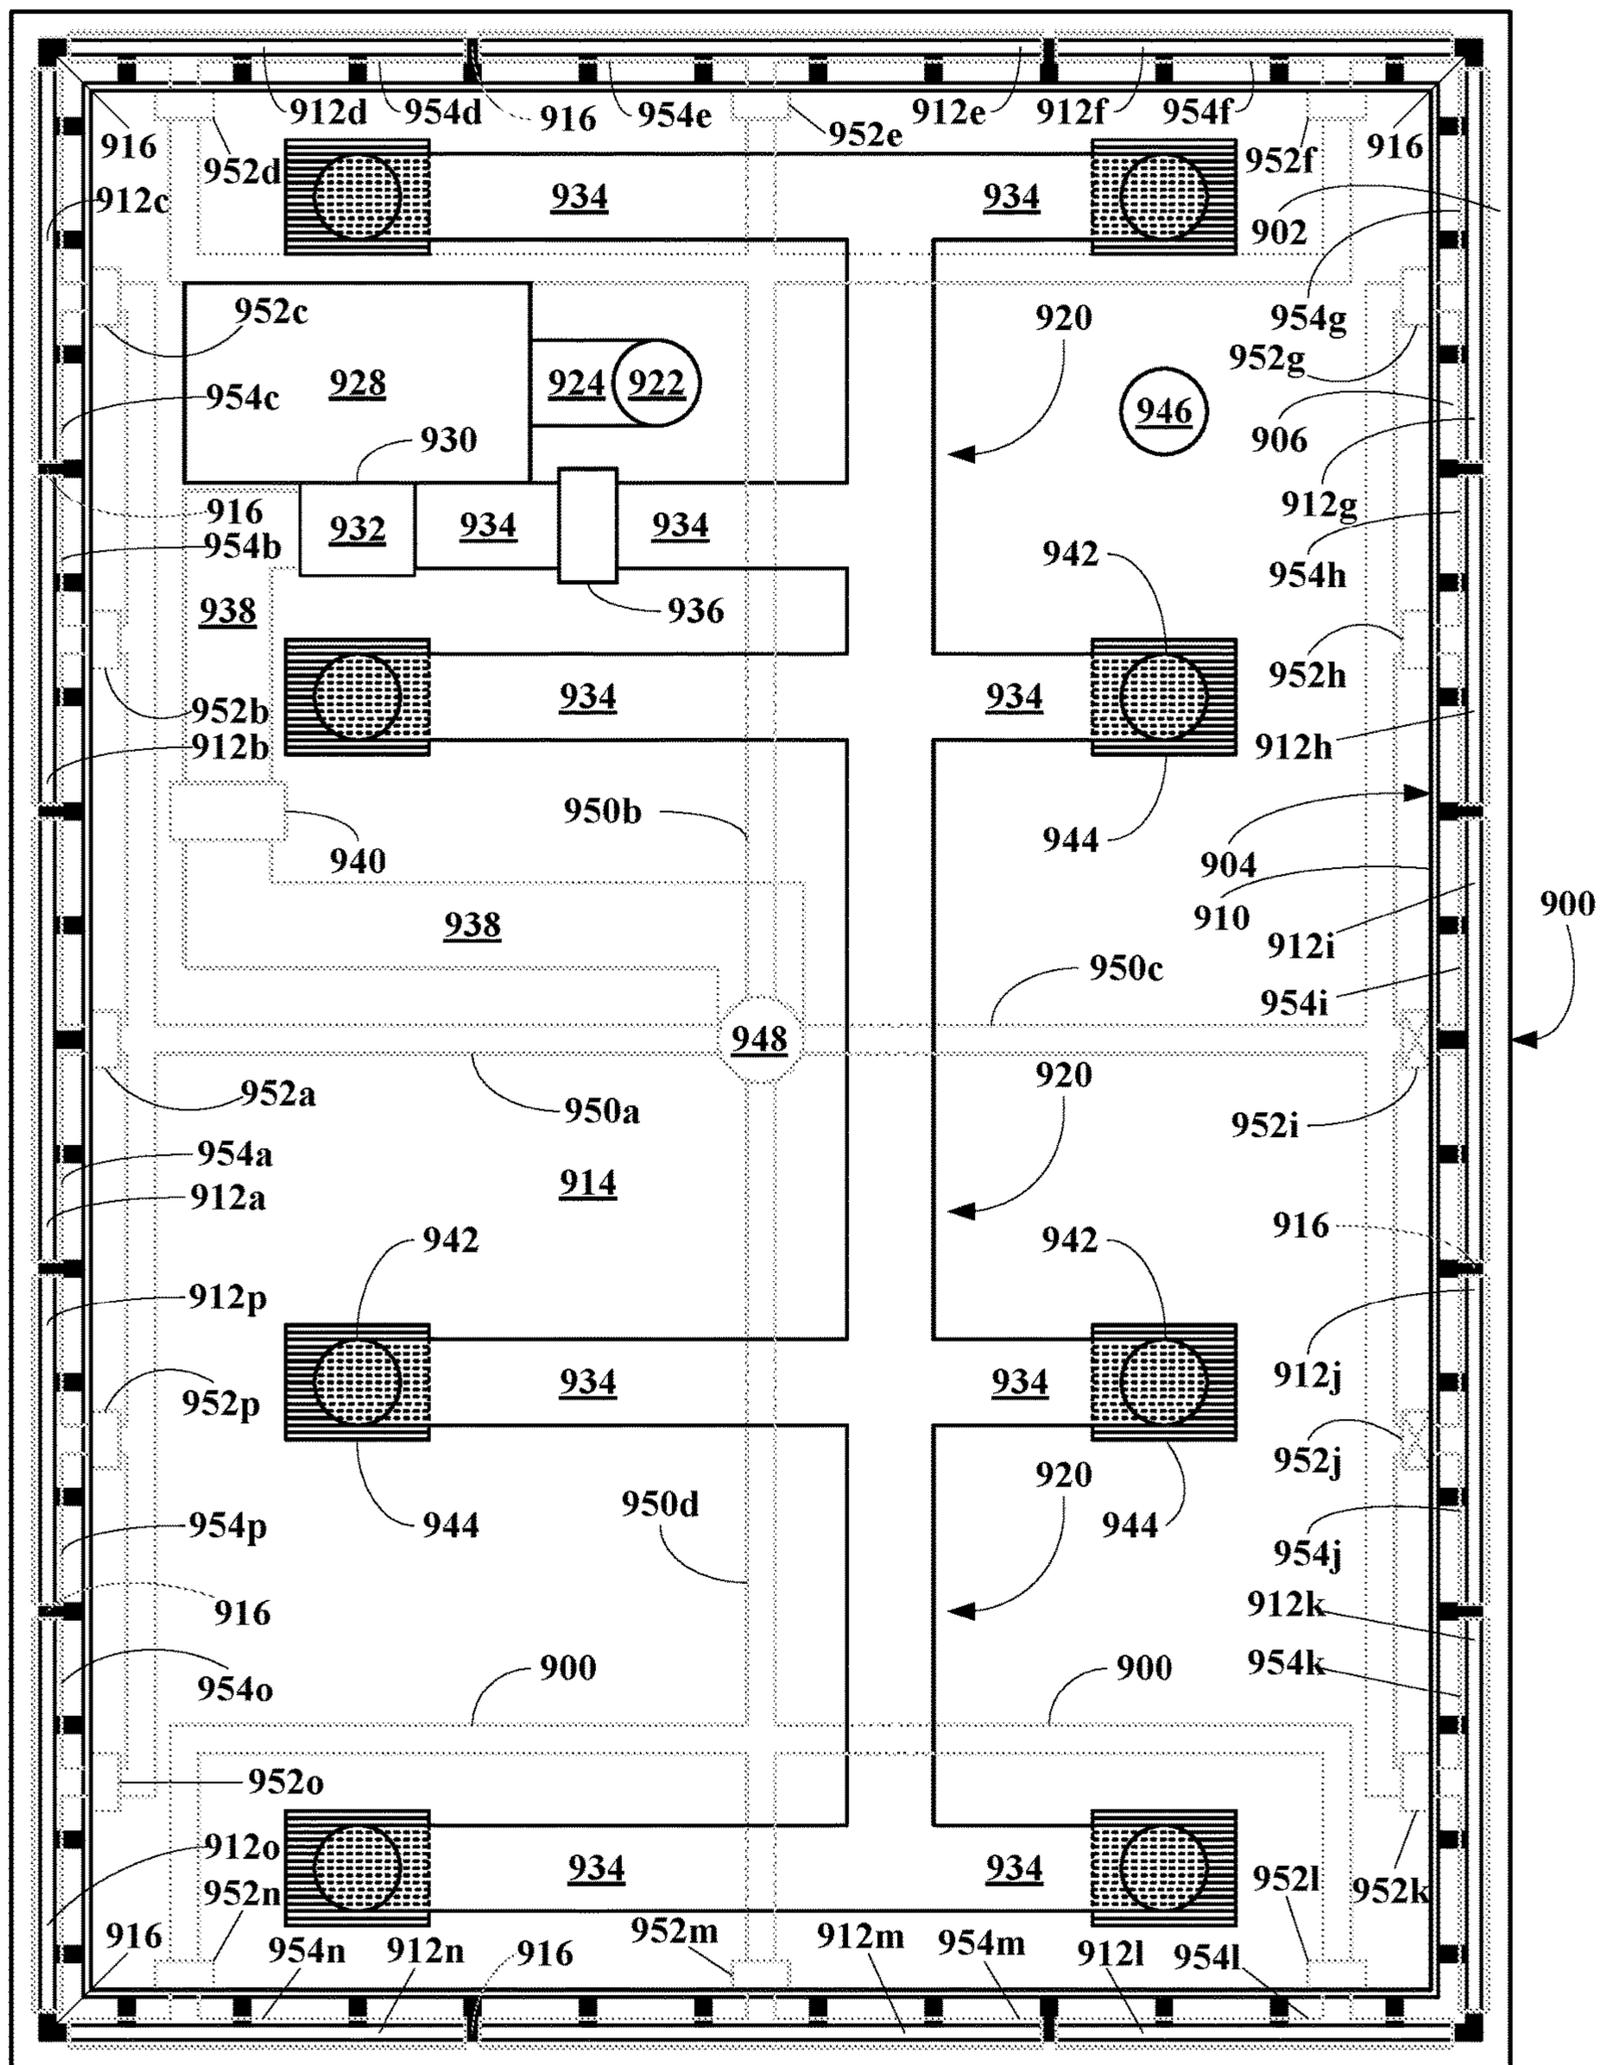 912d 954d 916 954e 912e 912f 954f
916 952d 952e 952f 916
912c 934 934 902
952c 920 954g
952g
954c 928 924 922 946 906
930
916 912g
954b 932 934 934 942 954h
938 936
952b 934 934 952h
912b 912h
950b
940 944 904
938 910 900
912i
950c 954i
948
952a 950a 920 952i
954a
912a 914
942 942 916
912p
952p 934 934 912j
952j
954p 944 950d 920 944 954j
916 912k
954o 900 900 954k
952o
912o
952n 934 934 952l 952k
916 954n 912n 916 952m 912m 954m 912l 954l